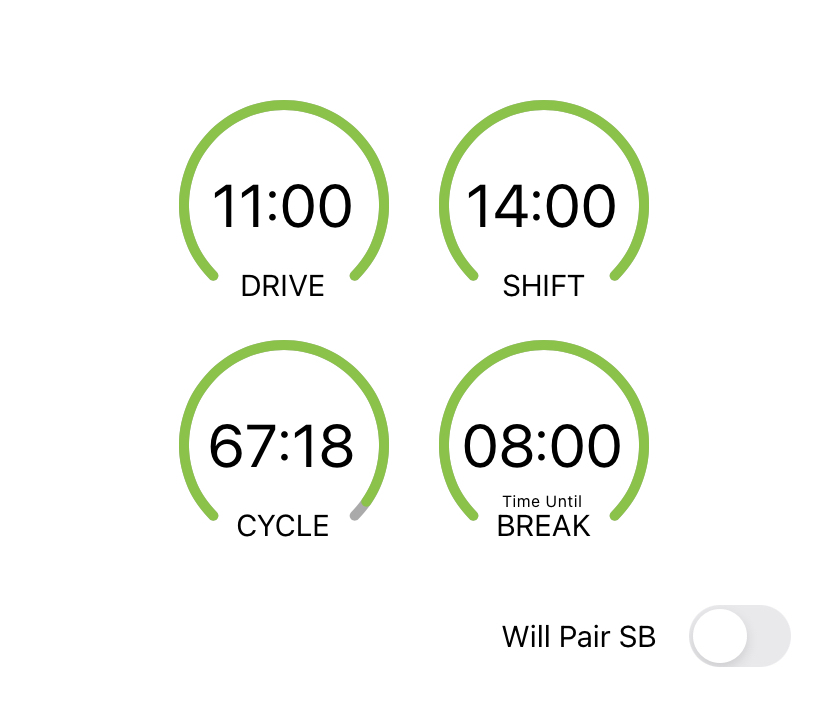 11:00
DRIVE
14:00
SHIFT
67:18
CYCLE
08:00
Time Until
BREAK
Will Pair SB